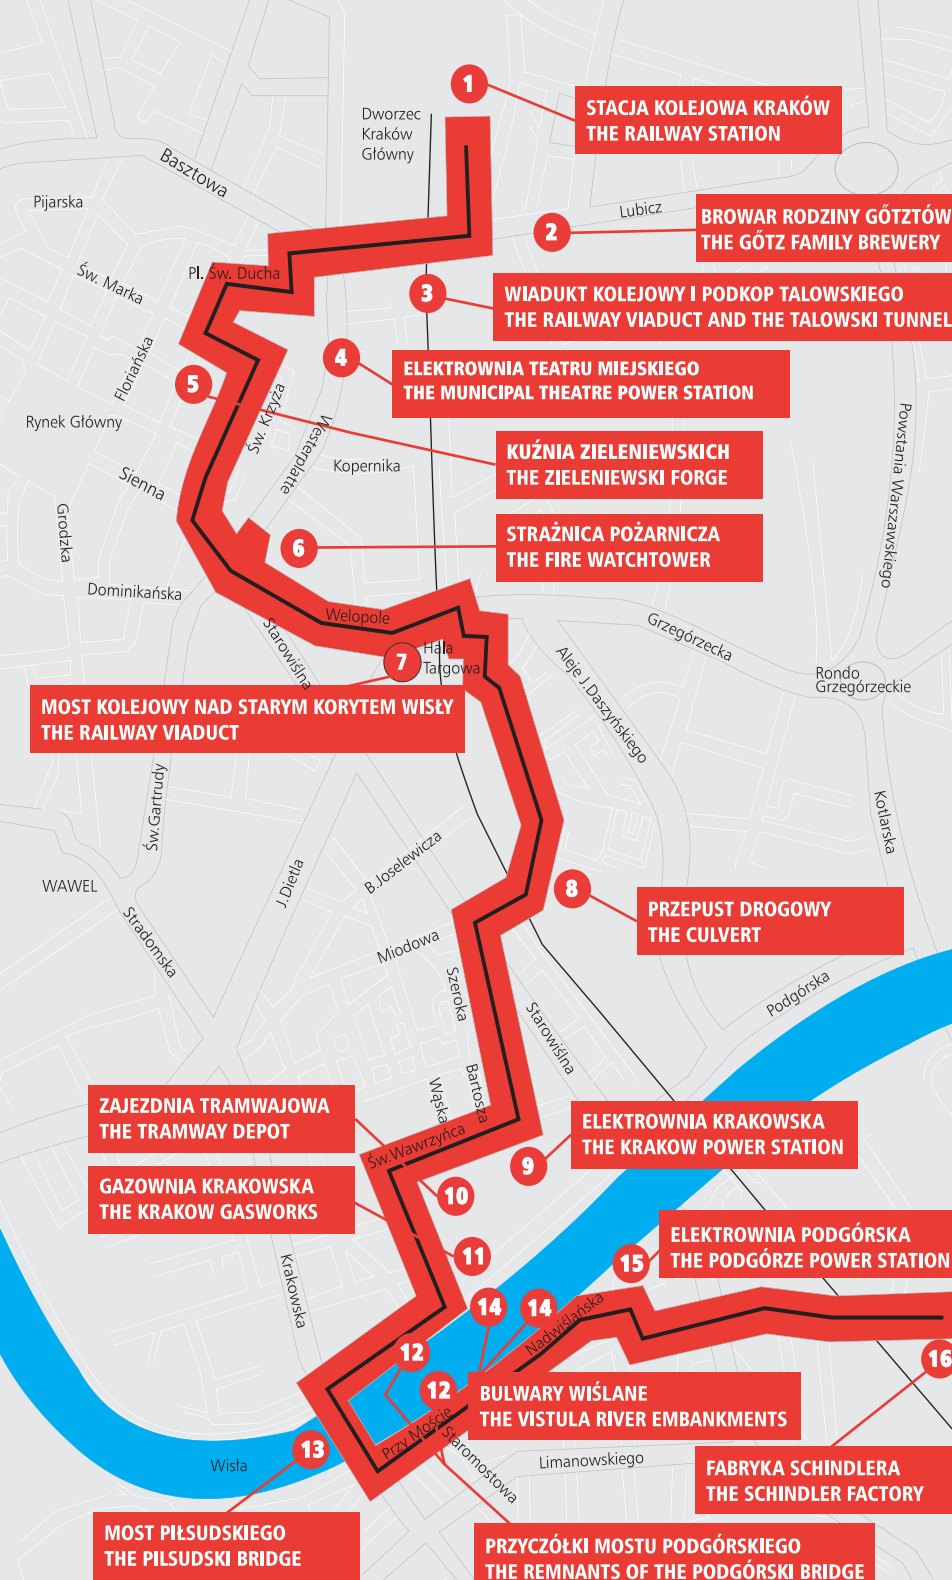 1
STACJA KOLEJOWA KRAKÓW
THE RAILWAY STATION
Dworzec
Kraków
Główny
Basztowa
Pijarska
Lubicz
2
BROWAR RODZINY GŐTZTÓW
THE GŐTZ FAMILY BREWERY
Pl. Św. Ducha
Św. Marka
3
WIADUKT KOLEJOWY I PODKOP TALOWSKIEGO
THE RAILWAY VIADUCT AND THE TALOWSKI TUNNEL
Floriańska
4
ELEKTROWNIA TEATRU MIEJSKIEGO
THE MUNICIPAL THEATRE POWER STATION
5
Św. Krzyża
Rynek Główny
Westerplatte
Powstania Warszawskiego
KUŹNIA ZIELENIEWSKICH
THE ZIELENIEWSKI FORGE
Kopernika
Sienna
Grodzka
6
STRAŻNICA POŻARNICZA
THE FIRE WATCHTOWER
Dominikańska
Welopole
Starowiślna
Grzegórzecka
7
Hala
Targowa
Aleje J.Daszyńskiego
Rondo
Grzegórzeckie
MOST KOLEJOWY NAD STARYM KORYTEM WISŁY
THE RAILWAY VIADUCT
Św.Gertrudy
Kotlarska
J.Dietla
B.Joselewicza
WAWEL
8
PRZEPUST DROGOWY
THE CULVERT
Stradomska
Miodowa
Szeroka
Starowiślna
Podgórska
Wąska
Bartosza
ZAJEZDNIA TRAMWAJOWA
THE TRAMWAY DEPOT
ELEKTROWNIA KRAKOWSKA
THE KRAKOW POWER STATION
Św.Wawrzyńca
9
GAZOWNIA KRAKOWSKA
THE KRAKOW GASWORKS
10
ELEKTROWNIA PODGÓRSKA
THE PODGÓRZE POWER STATION
11
15
Krakowska
14
14
Nadwiślańska
12
16
12
BULWARY WIŚLANE
THE VISTULA RIVER EMBANKMENTS
Przy Moście
Staromostowa
13
Wisła
Limanowskiego
FABRYKA SCHINDLERA
THE SCHINDLER FACTORY
MOST PIŁSUDSKIEGO
THE PILSUDSKI BRIDGE
PRZYCZÓŁKI MOSTU PODGÓRSKIEGO
THE REMNANTS OF THE PODGÓRSKI BRIDGE